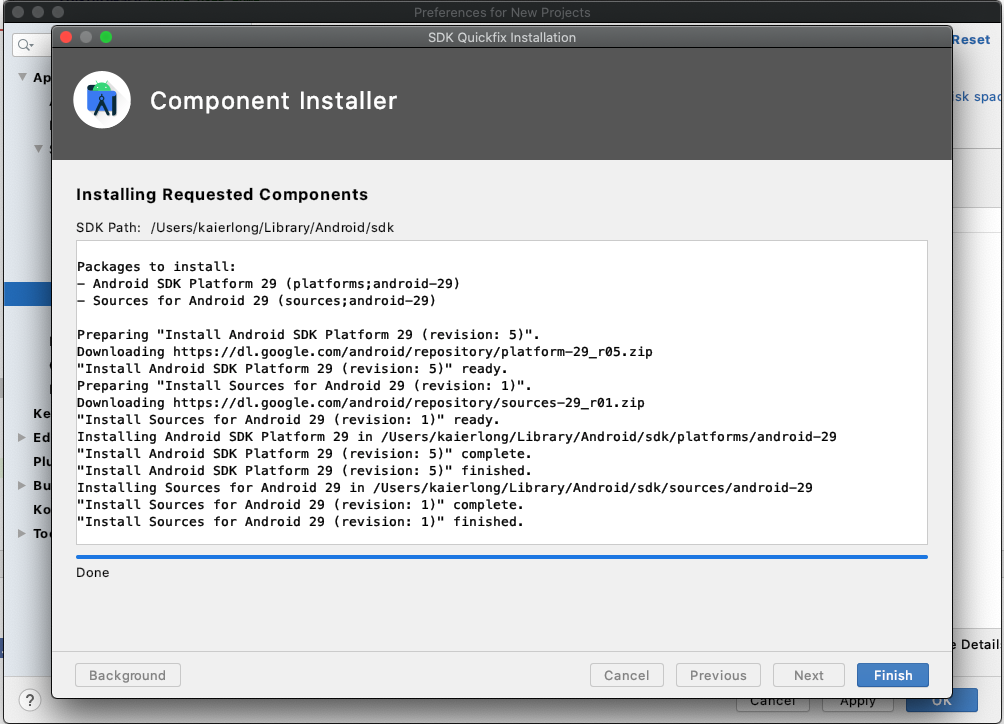 Preferences for New Projects
SDK Quickfix Installation
Reset
Component Installer
Ap
isk spac
Installing Requested Components
SDK Path: /Users/kaierlong/Library/Android/sdk
Packages to install:
- Android SDK Platform 29 (platforms;android-29)
- Sources for Android 29 (sources;android-29)
Preparing "Install Android SDK Platform 29 (revision: 5)".
Downloading https://dl.google.com/android/repository/platform-29_r05.zip
"Install Android SDK Platform 29 (revision: 5)" ready.
Preparing "Install Sources for Android 29 (revision: 1)".
Downloading https://dl.google.com/android/repository/sources-29_r01.zip
"Install Sources for Android 29 (revision: 1)" ready.
Installing Android SDK Platform 29 in /Users/kaierlong/Library/Android/sdk/platforms/android-29
"Install Android SDK Platform 29 (revision: 5)" complete.
"Install Android SDK Platform 29 (revision: 5)" finished.
Installing Sources for Android 29 in /Users/kaierlong/Library/Android/sdk/sources/android-29
"Install Sources for Android 29 (revision: 1)" complete.
"Install Sources for Android 29 (revision: 1)" finished.
Ke
Ed
Plu
Bu
Ko
Too
Done
e Details
Background
Cancel
Previous
Next
Finish
?
Cancel
Apply
OK